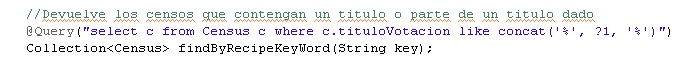 //Devuelve los censos que contengan un titulo o parte de un titulo dado
@Query("select c from Census c where c.tituloVotacion like concat('%', ?1, '%')")
Collection<Census> findByRecipeKeyWord(String key);